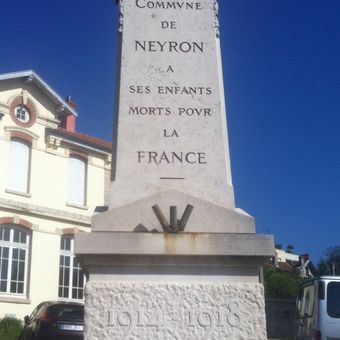 COMMVNE
DE
NEYRON
A
SES ENFANTS
MORTS POVR
LA
FRANCE
1914-1918